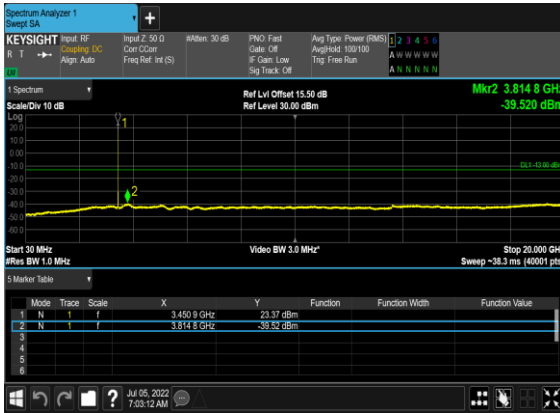 Spectrum Analyzer 1
Swept SA
+
KEYSIGHT
R T
Input: RF
Coupling: DC
Align: Auto
Input Z: 50 Ω
Corr CCorr
Freq Ref: Int (S)
#Atten: 30 dB
PNO: Fast
Gate: Off
IF Gain: Low
Sig Track: Off
Avg Type: Power (RMS)
Avg|Hold: 100/100
Trig: Free Run
1 2 3 4 5 6
A W W W W W
A N N N N N
1 Spectrum
Scale/Div 10 dB
Ref Lvl Offset 15.50 dB
Ref Level 30.00 dBm
Mkr2 3.814 8 GHz
-39.520 dBm
Log
20.0
10.0
0.00
-10.0
-20.0
-30.0
-40.0
-50.0
-60.0
1
2
DL1 -13.00 dBm
Start 30 MHz
#Res BW 1.0 MHz
Video BW 3.0 MHz*
Stop 20.000 GHz
Sweep ~38.3 ms (40001 pts)
5 Marker Table
Mode Trace Scale X Y Function Function Width Function Value
1 N 1 f 3.450 9 GHz 23.37 dBm
2 N 1 f 3.814 8 GHz -39.52 dBm
3
4
5
6
?
Jul 05, 2022
7:03:12 AM